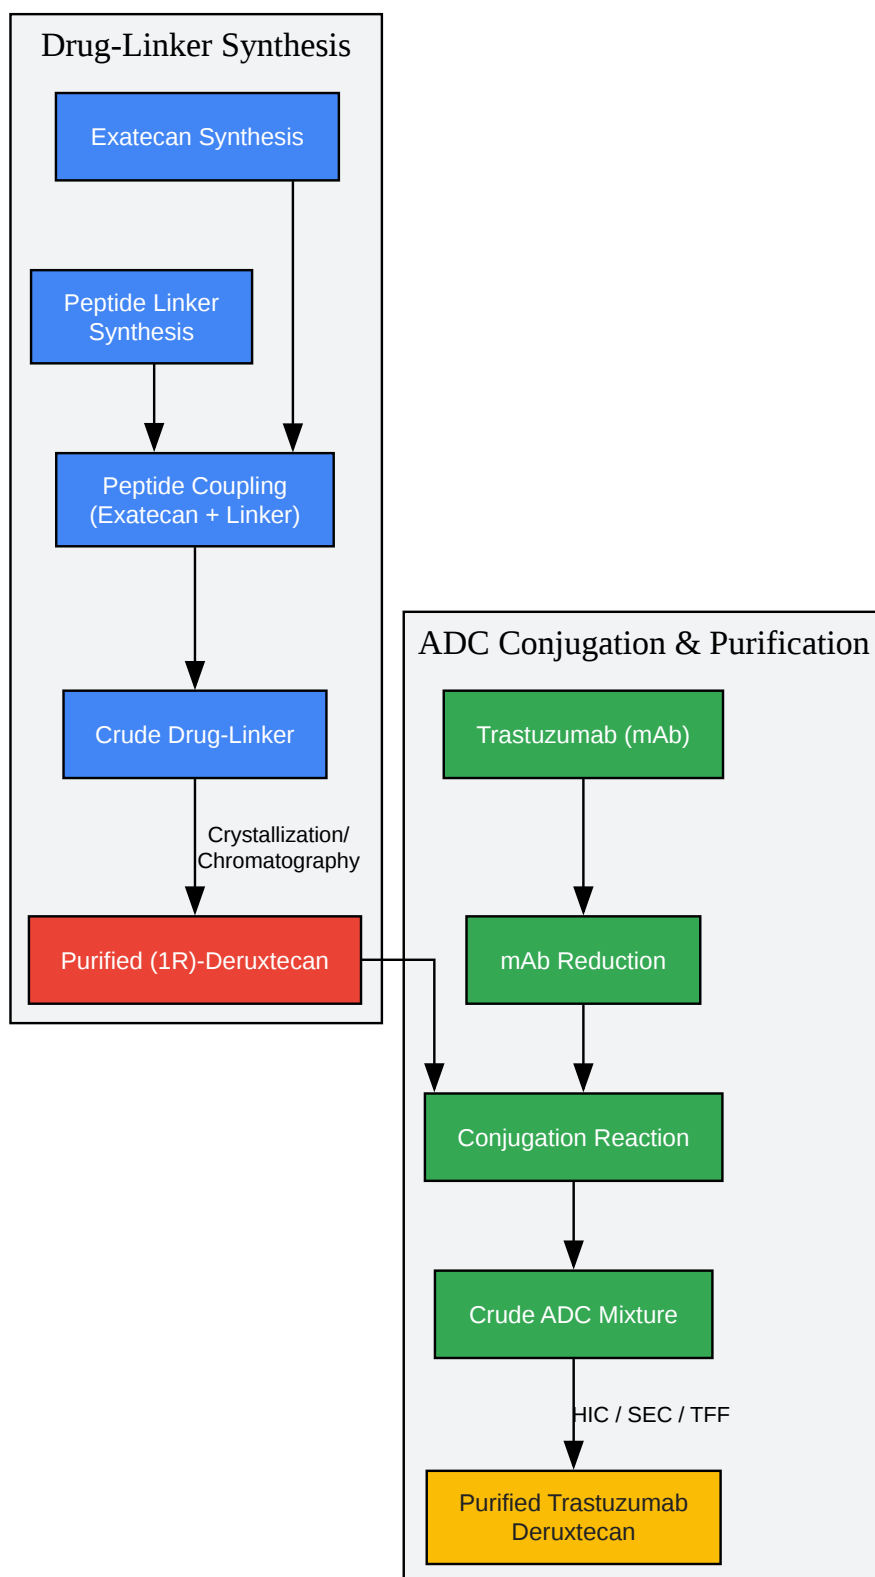 Drug-Linker Synthesis
Exatecan Synthesis
Peptide Linker
Synthesis
Peptide Coupling
(Exatecan + Linker)
Crude Drug-Linker
Crystallization/
Chromatography
Purified (1R)-Deruxtecan
ADC Conjugation & Purification
Trastuzumab (mAb)
mAb Reduction
Conjugation Reaction
Crude ADC Mixture
HIC / SEC / TFF
Purified Trastuzumab
Deruxtecan